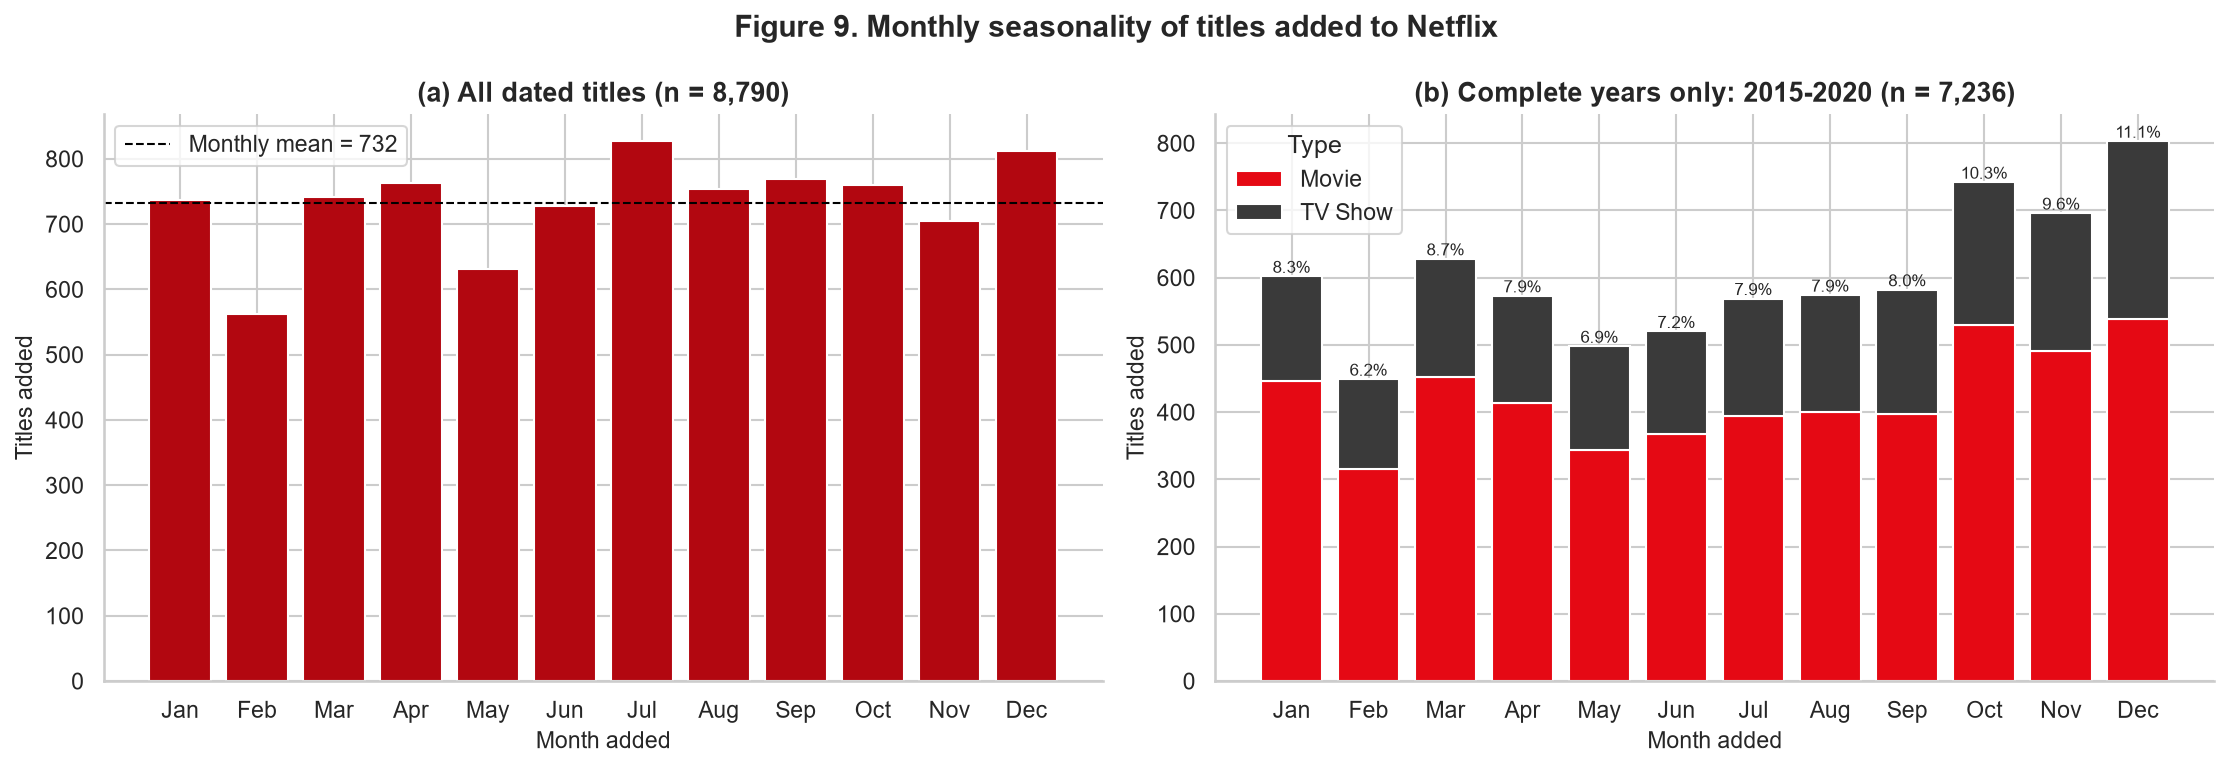 Figure 9. Monthly seasonality of titles added to Netflix
(a) All dated titles (n = 8,790)
Monthly mean = 732
Titles added
800
700
600
500
400
300
200
100
0
Jan Feb Mar Apr May Jun Jul Aug Sep Oct Nov Dec
Month added
(b) Complete years only: 2015-2020 (n = 7,236)
Type
Movie
TV Show
Titles added
800
700
600
500
400
300
200
100
0
8.3% 6.2% 8.7% 7.9% 6.9% 7.2% 7.9% 7.9% 8.0% 10.3% 9.6% 11.1%
Jan Feb Mar Apr May Jun Jul Aug Sep Oct Nov Dec
Month added